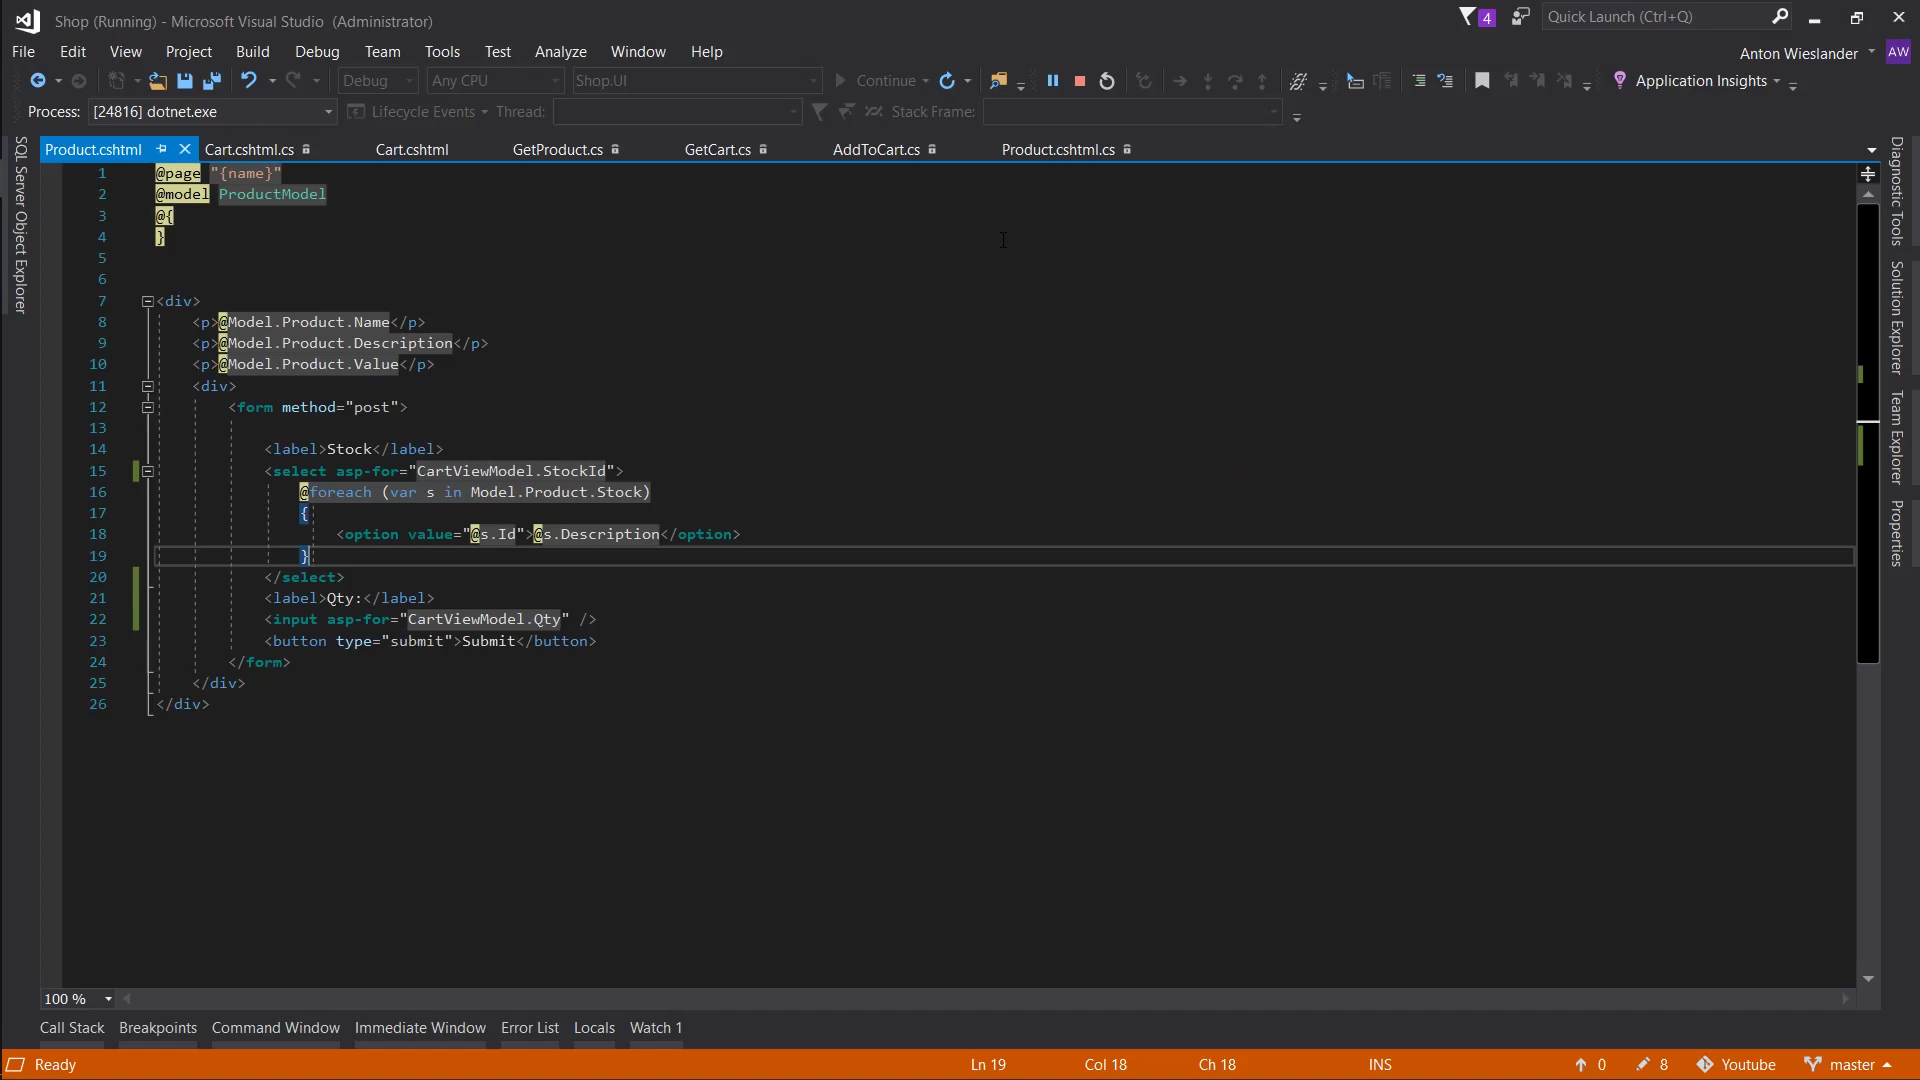 Shop (Running) - Microsoft Visual Studio (Administrator)
4
Quick Launch (Ctrl+Q)
File Edit View Project Build Debug Team Tools Test Analyze Window Help
Anton Wieslander AW
Debug Any CPU Shop.UI Continue Application Insights
Process: [24816] dotnet.exe Lifecycle Events Thread: Stack Frame:
Product.cshtml Cart.cshtml.cs Cart.cshtml GetProduct.cs GetCart.cs AddToCart.cs Product.cshtml.cs
SQL Server Object Explorer
1 @page "{name}"
2 @model ProductModel
3 @{
4 }
5
6
7 <div>
8 <p>@Model.Product.Name</p>
9 <p>@Model.Product.Description</p>
10 <p>@Model.Product.Value</p>
11 <div>
12 <form method="post">
13
14 <label>Stock</label>
15 <select asp-for="CartViewModel.StockId">
16 @foreach (var s in Model.Product.Stock)
17 {
18 <option value="@s.Id">@s.Description</option>
19 }
20 </select>
21 <label>Qty:</label>
22 <input asp-for="CartViewModel.Qty" />
23 <button type="submit">Submit</button>
24 </form>
25 </div>
26 </div>
Diagnostic Tools
Solution Explorer
Team Explorer
Properties
100 %
Call Stack Breakpoints Command Window Immediate Window Error List Locals Watch 1
Ready Ln 19 Col 18 Ch 18 INS 0 8 Youtube master